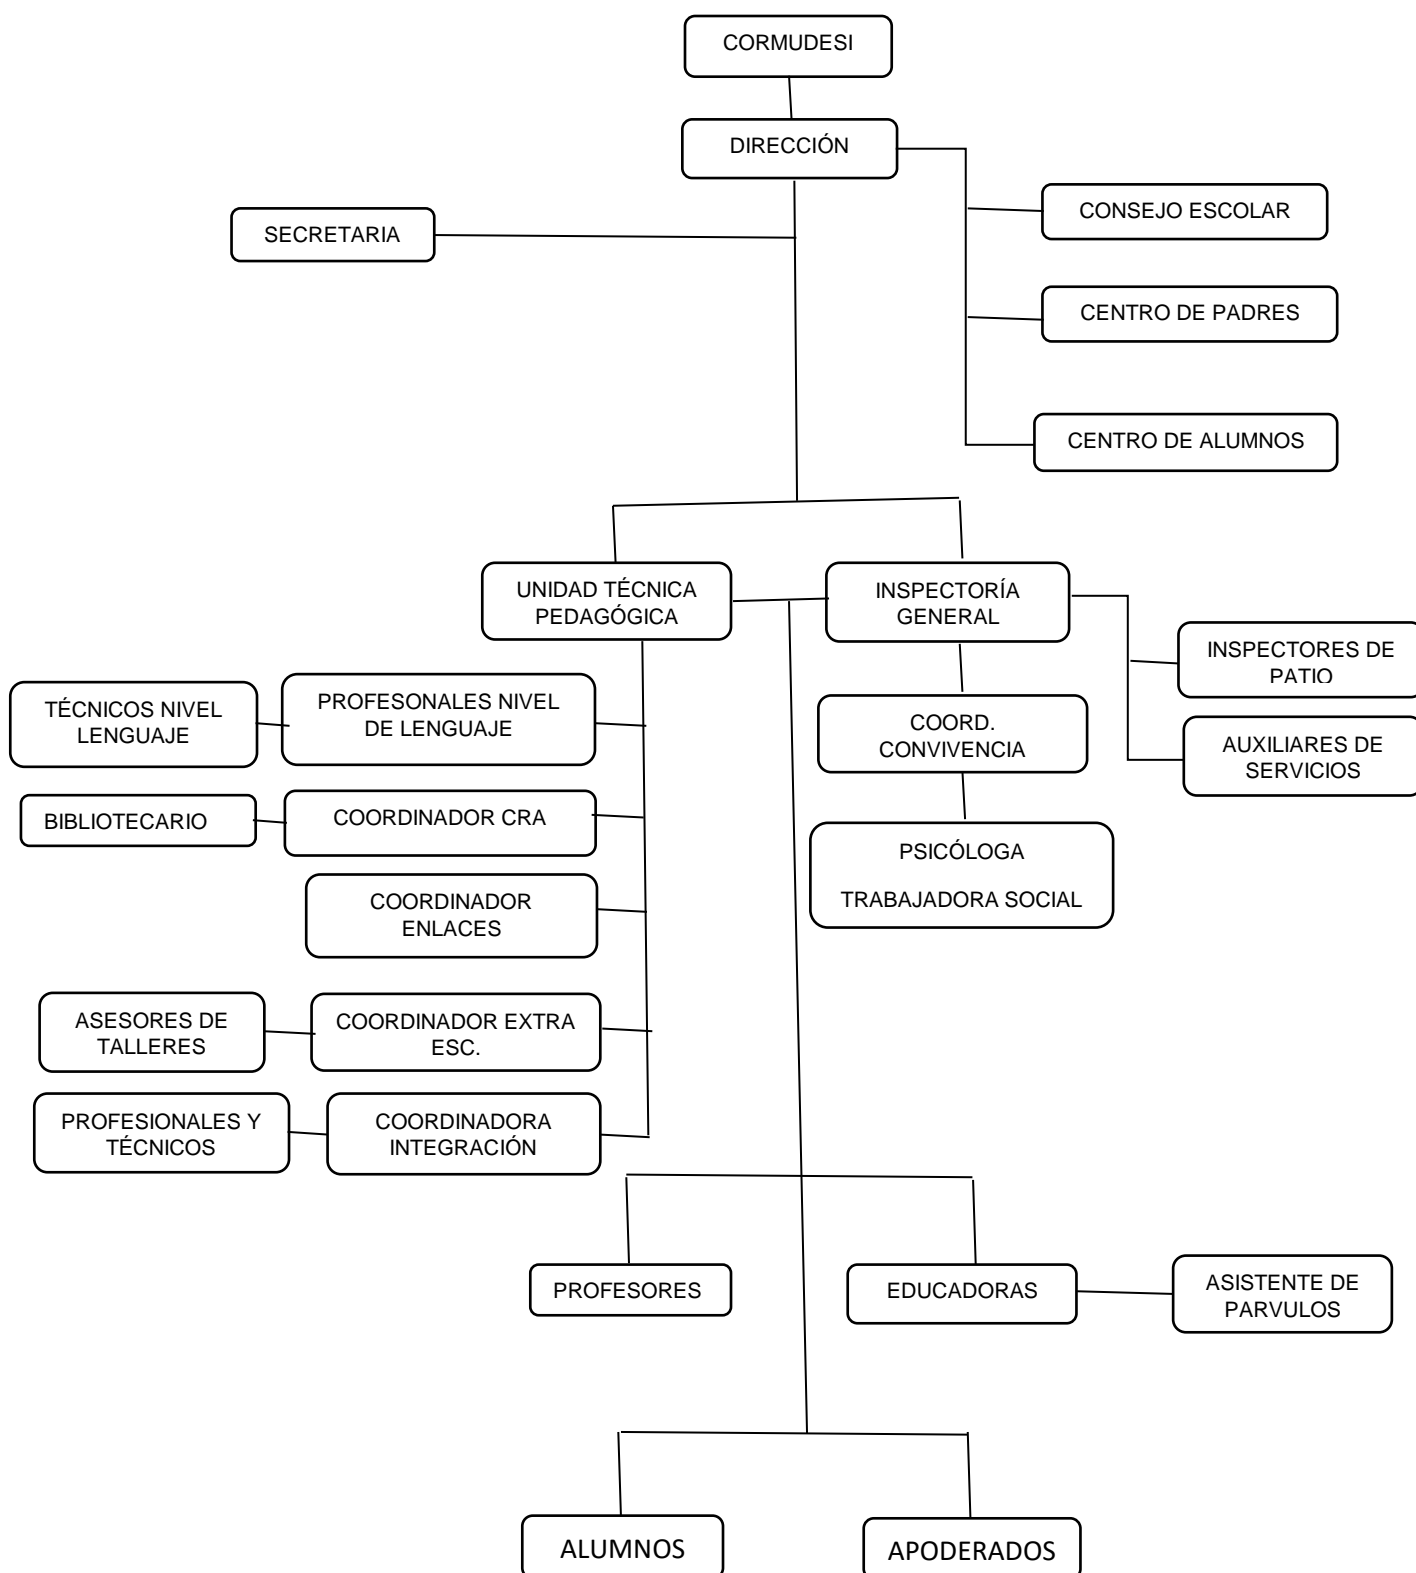 CORMUDESI
DIRECCIÓN
CONSEJO ESCOLAR
SECRETARIA
CENTRO DE PADRES
CENTRO DE ALUMNOS
UNIDAD TÉCNICA
PEDAGÓGICA
INSPECTORÍA
GENERAL
INSPECTORES DE
PATIO
TÉCNICOS NIVEL
LENGUAJE
PROFESIONALES NIVEL
DE LENGUAJE
COORD.
CONVIVENCIA
AUXILIARES DE
SERVICIOS
BIBLIOTECARIO
COORDINADOR CRA
PSICÓLOGA
TRABAJADORA SOCIAL
COORDINADOR
ENLACES
ASESORES DE
TALLERES
COORDINADOR EXTRA
ESC.
PROFESIONALES Y
TÉCNICOS
COORDINADORA
INTEGRACIÓN
PROFESORES
EDUCADORAS
ASISTENTE DE
PARVULOS
ALUMNOS
APODERADOS